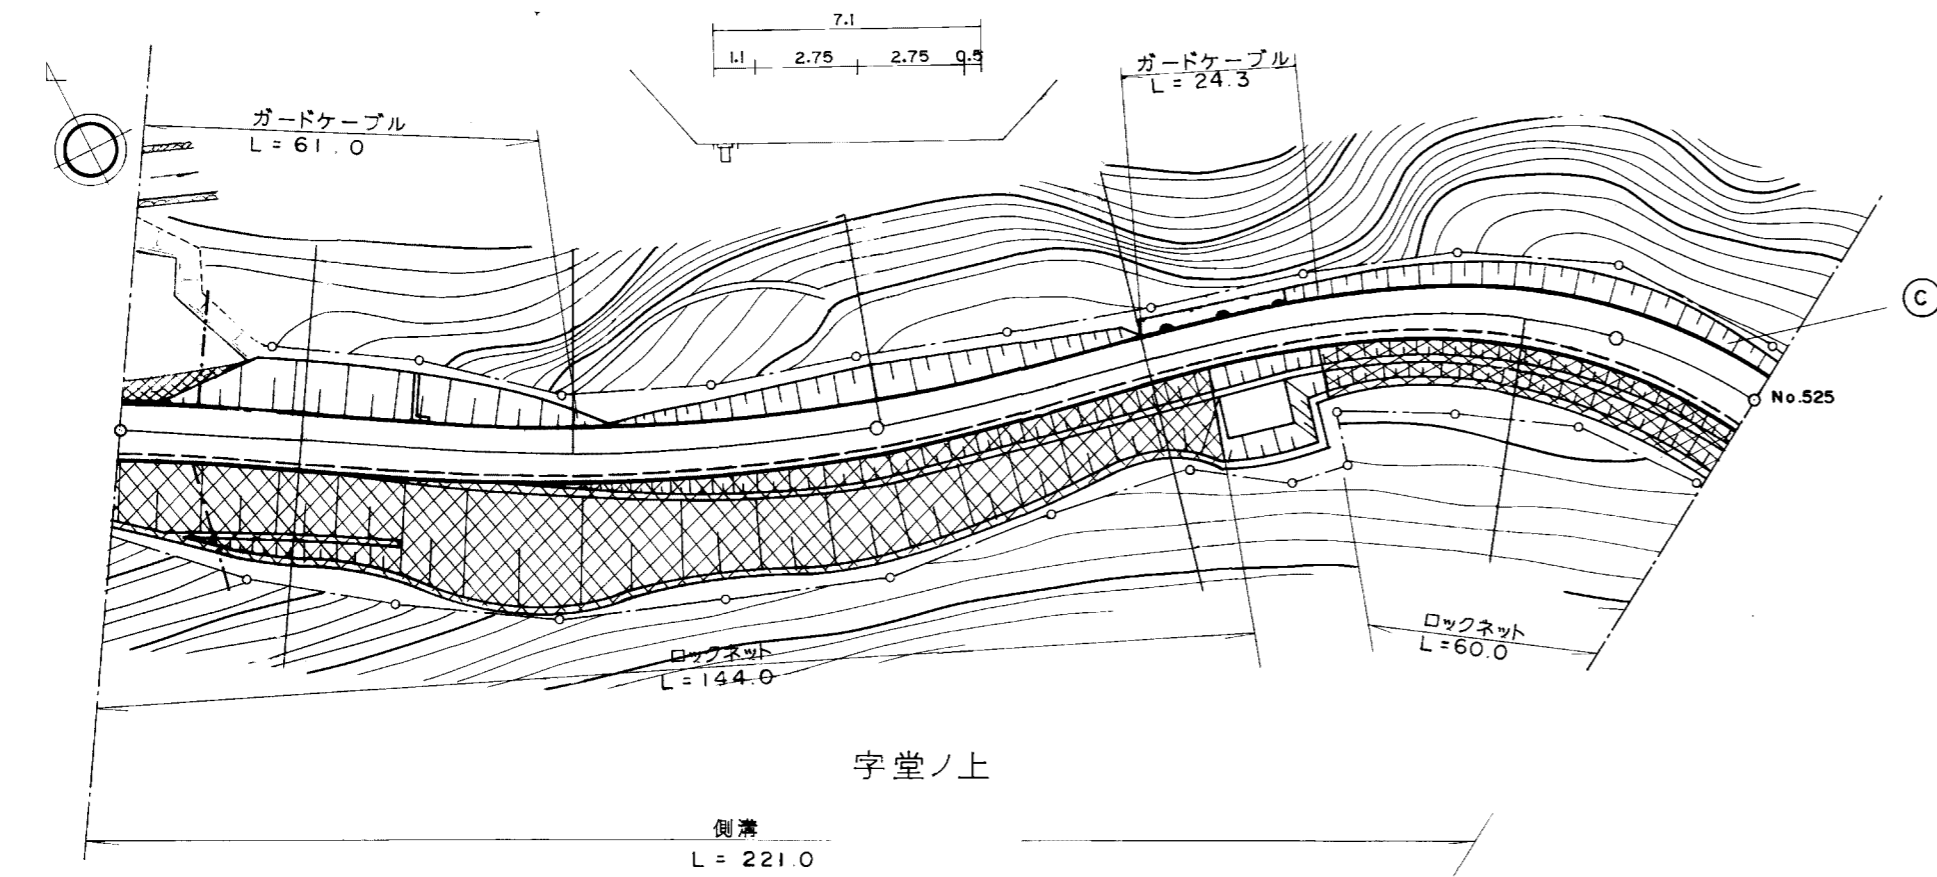 7.1
1.1 2.75 2.75 0.5
ガードケーブル
L = 24.3
ガードケーブル
L = 61.0
C
No.525
ロックネット
L = 60.0
ロックネット
L = 144.0
字堂ノ上
側溝
L = 221.0